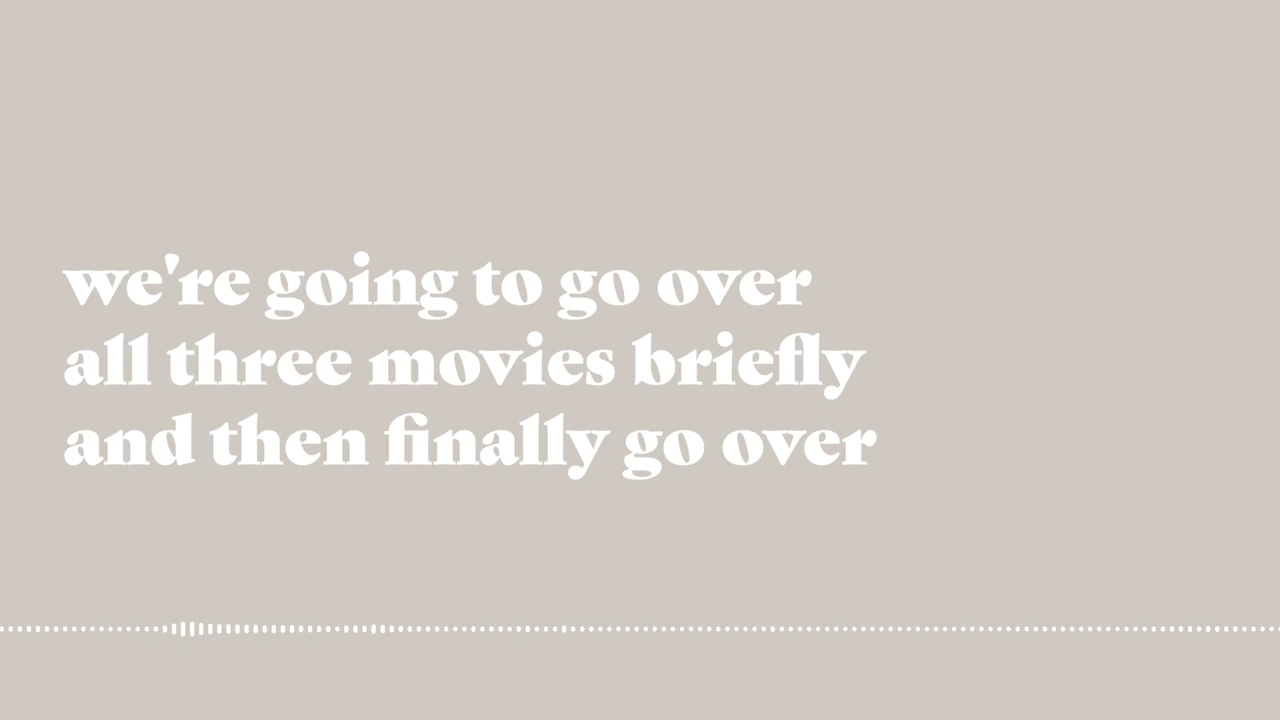 we're going to go over
all three movies briefly
and then finally go over